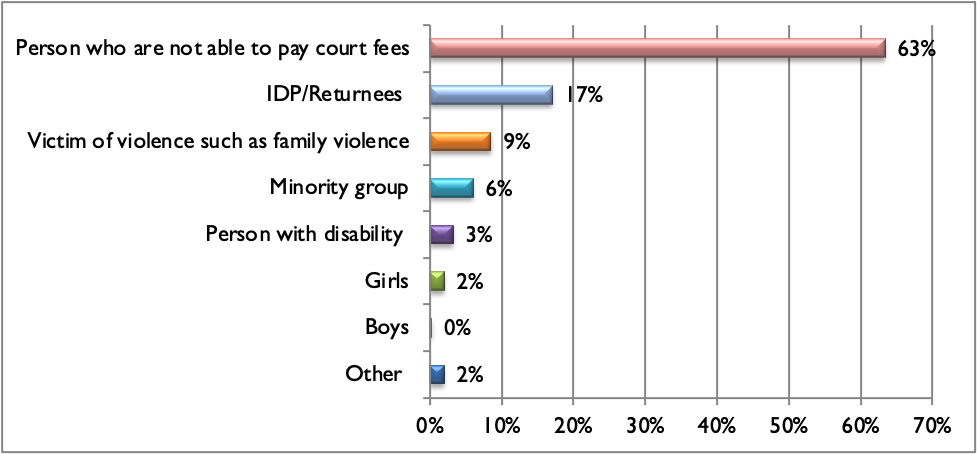 Person who are not able to pay court fees 63%
IDP/Returnees 17%
Victim of violence such as family violence 9%
Minority group 6%
Person with disability 3%
Girls 2%
Boys 0%
Other 2%
0% 10% 20% 30% 40% 50% 60% 70%